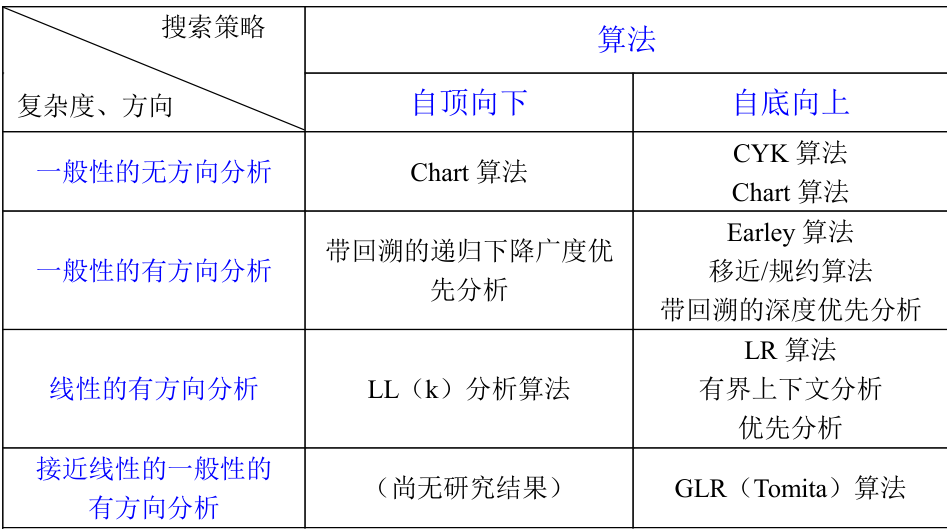 搜索策略
复杂度、方向
算法
自顶向下
自底向上
一般性的无方向分析
Chart 算法
CYK 算法
Chart 算法
一般性的有方向分析
带回溯的递归下降广度优
先分析
Earley 算法
移近/规约算法
带回溯的深度优先分析
线性的有方向分析
LL（k）分析算法
LR 算法
有界上下文分析
优先分析
接近线性的一般性的
有方向分析
（尚无研究结果）
GLR（Tomita）算法